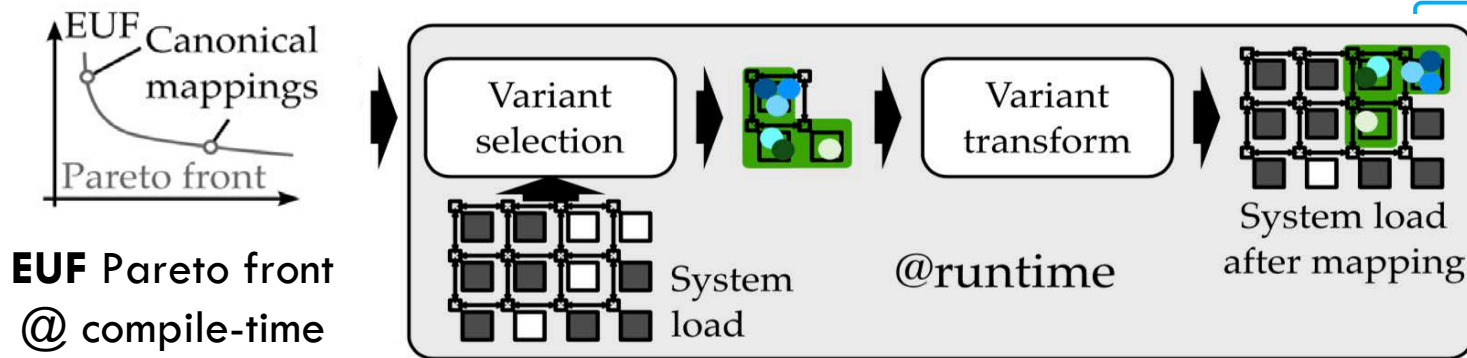 EUF
Canonical
mappings
Pareto front
EUF Pareto front
@ compile-time
Variant
selection
System
load
@runtime
Variant
transform
System load
after mapping